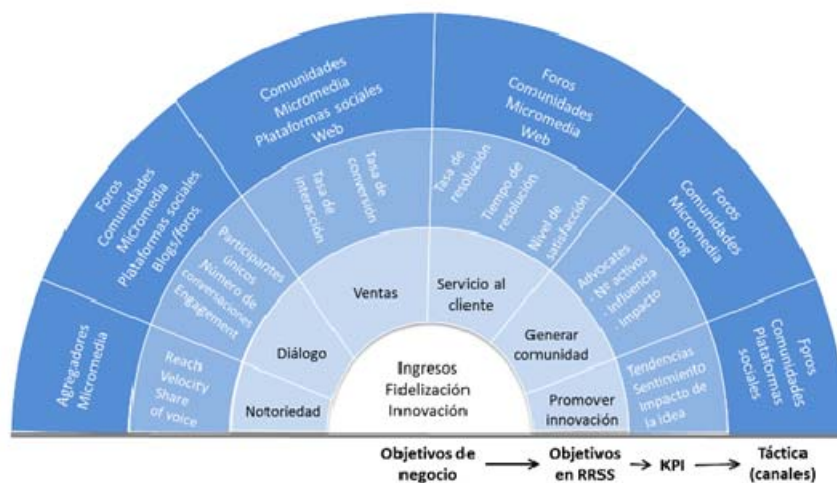 Agregadores
Micromedia
Foros
Comunidades
Micromedia
Plataformas sociales
Blogs/foros
Comunidades
Micromedia
Plataformas sociales
Web
Foros
Comunidades
Micromedia
Web
Foros
Comunidades
Micromedia
Blog
Foros
Comunidades
Plataformas
sociales
Reach
Velocity
Share
of voice
Participantes
únicos
Número de
conversaciones
Engagement
Tasa de
interacción
Tasa de
conversión
Tasa de
resolución
Tiempo de
resolución
Nivel de
satisfacción
Advocates
- Nº activos
- Influencia
- Impacto
Tendencias
Sentimiento
Impacto de
la idea
Notoriedad
Diálogo
Ventas
Servicio al
cliente
Generar
comunidad
Promover
innovación
Ingresos
Fidelización
Innovación
Objetivos de
negocio
Objetivos
en RRSS
KPI
Táctica
(canales)